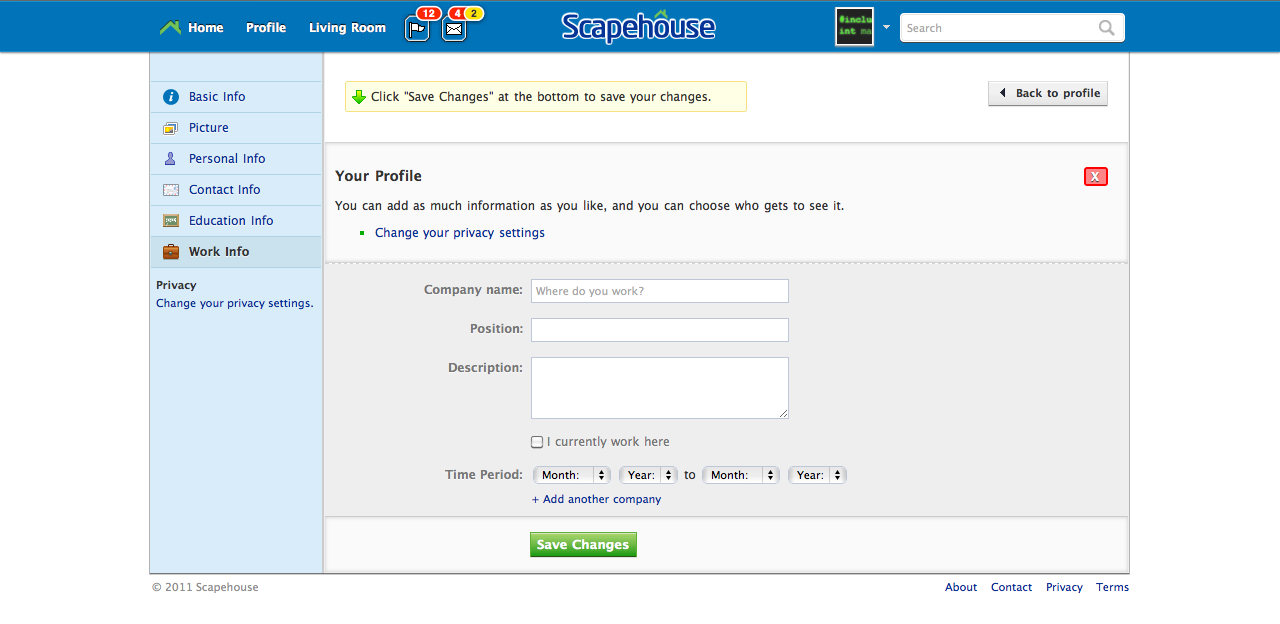 Home Profile Living Room 12 4 2 Scapehouse #inclu Search
int ma
Basic Info
Picture
Personal Info
Contact Info
Education Info
Work Info
Privacy
Change your privacy settings.
Click "Save Changes" at the bottom to save your changes.
Back to profile
Your Profile
X
You can add as much information as you like, and you can choose who gets to see it.
Change your privacy settings
Company name: Where do you work?
Position:
Description:
I currently work here
Time Period: Month: Year: to Month: Year:
+ Add another company
Save Changes
© 2011 Scapehouse About Contact Privacy Terms